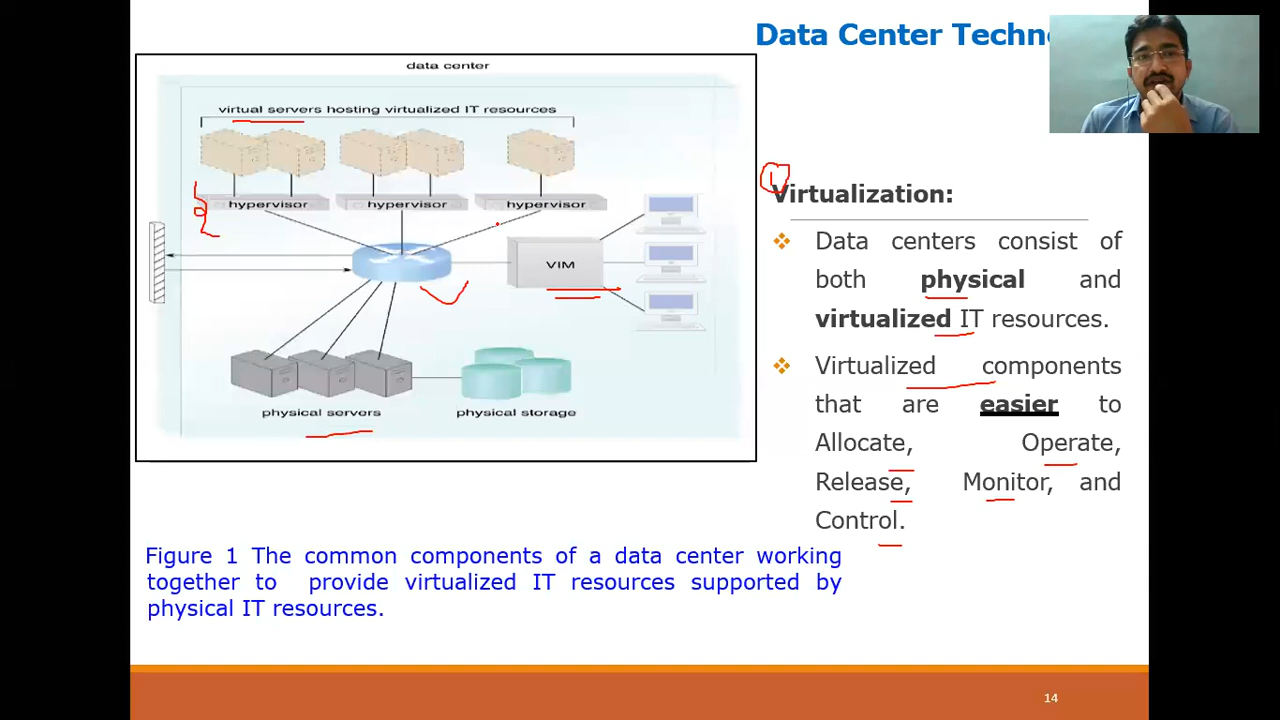 Data Center Techno
data center
virtual servers hosting virtualized IT resources
hypervisor hypervisor hypervisor
VIM
physical servers physical storage
Figure 1 The common components of a data center working
together to provide virtualized IT resources supported by
physical IT resources.
1
Virtualization:
Data centers consist of
both physical and
virtualized IT resources.
Virtualized components
that are easier to
Allocate, Operate,
Release, Monitor, and
Control.
14